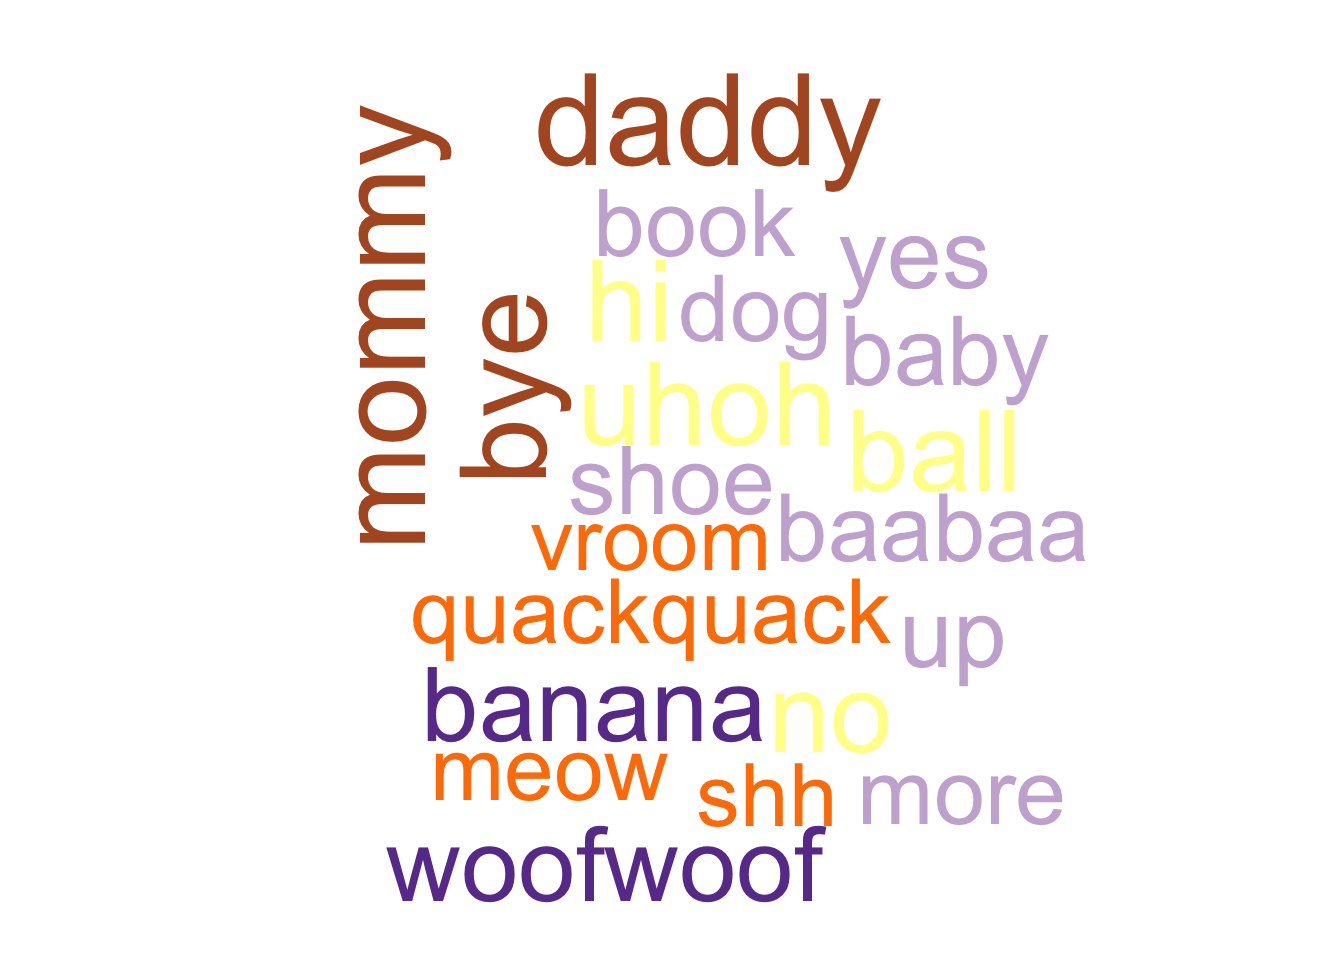 daddy
mommy
book
yes
hi
dog
bye
baby
uhoh
ball
shoe
baabaa
vroom
quackquack
up
banana
no
meow
shh
more
woofwoof